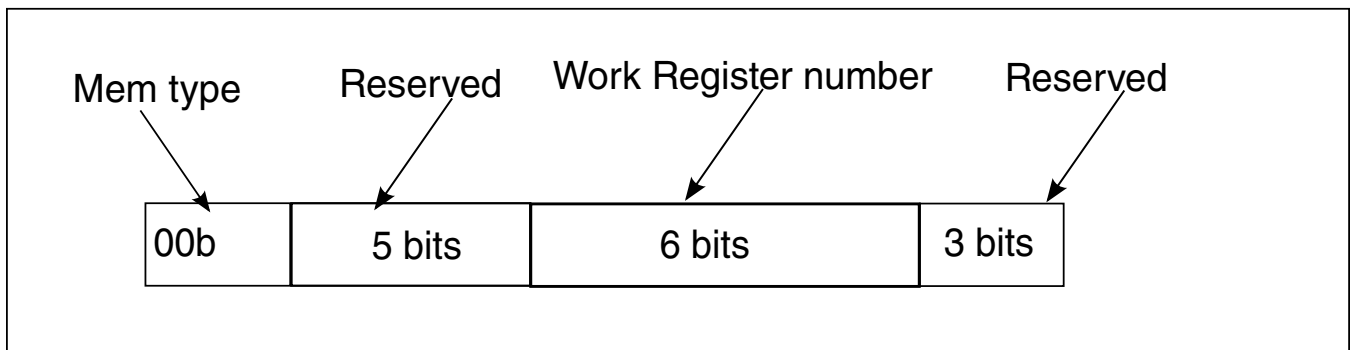 Mem type
Reserved
Work Register number
Reserved
00b
5 bits
6 bits
3 bits